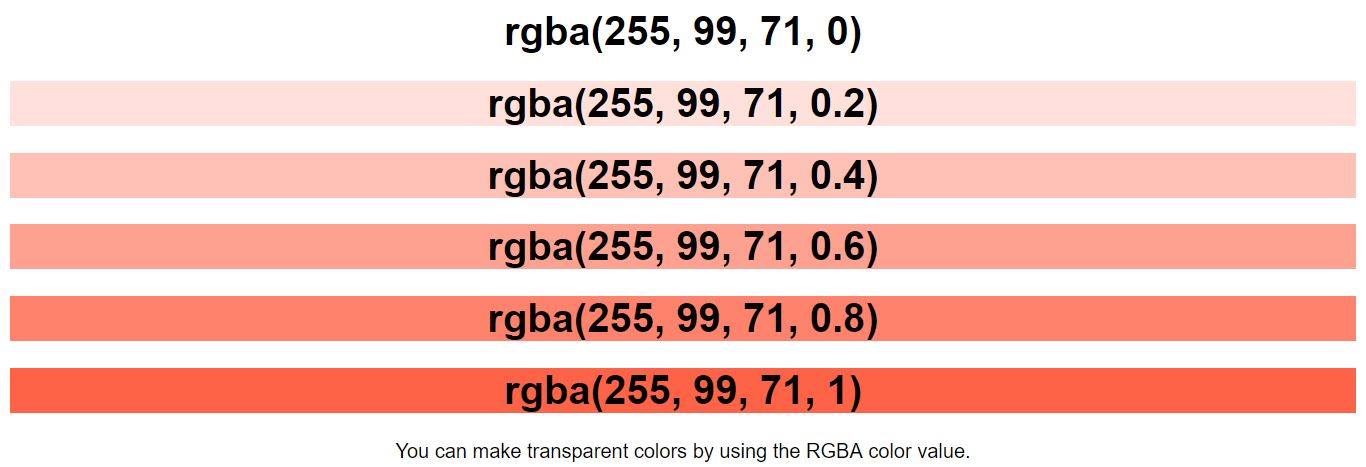 rgba(255, 99, 71, 0)
rgba(255, 99, 71, 0.2)
rgba(255, 99, 71, 0.4)
rgba(255, 99, 71, 0.6)
rgba(255, 99, 71, 0.8)
rgba(255, 99, 71, 1)
You can make transparent colors by using the RGBA color value.